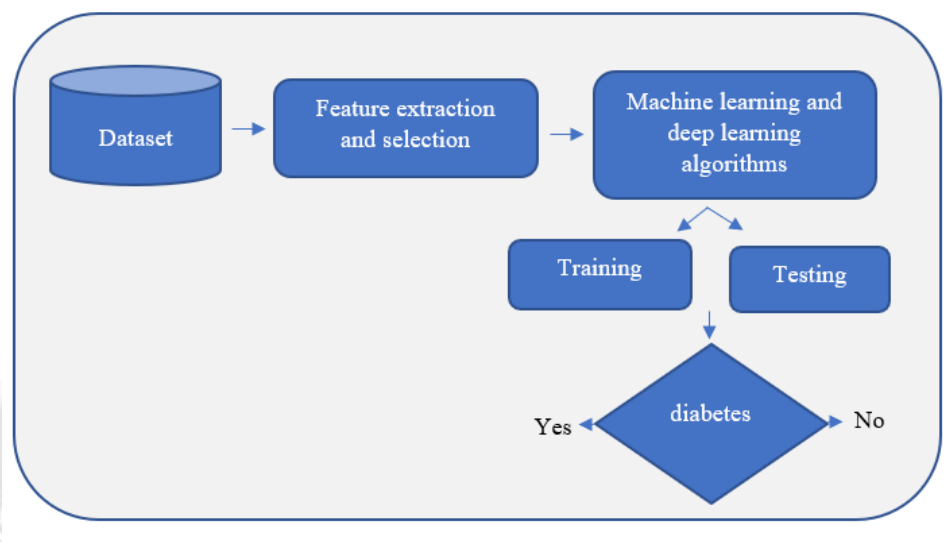 Dataset
Feature extraction
and selection
Machine learning and
deep learning
algorithms
Training
Testing
diabetes
Yes
No